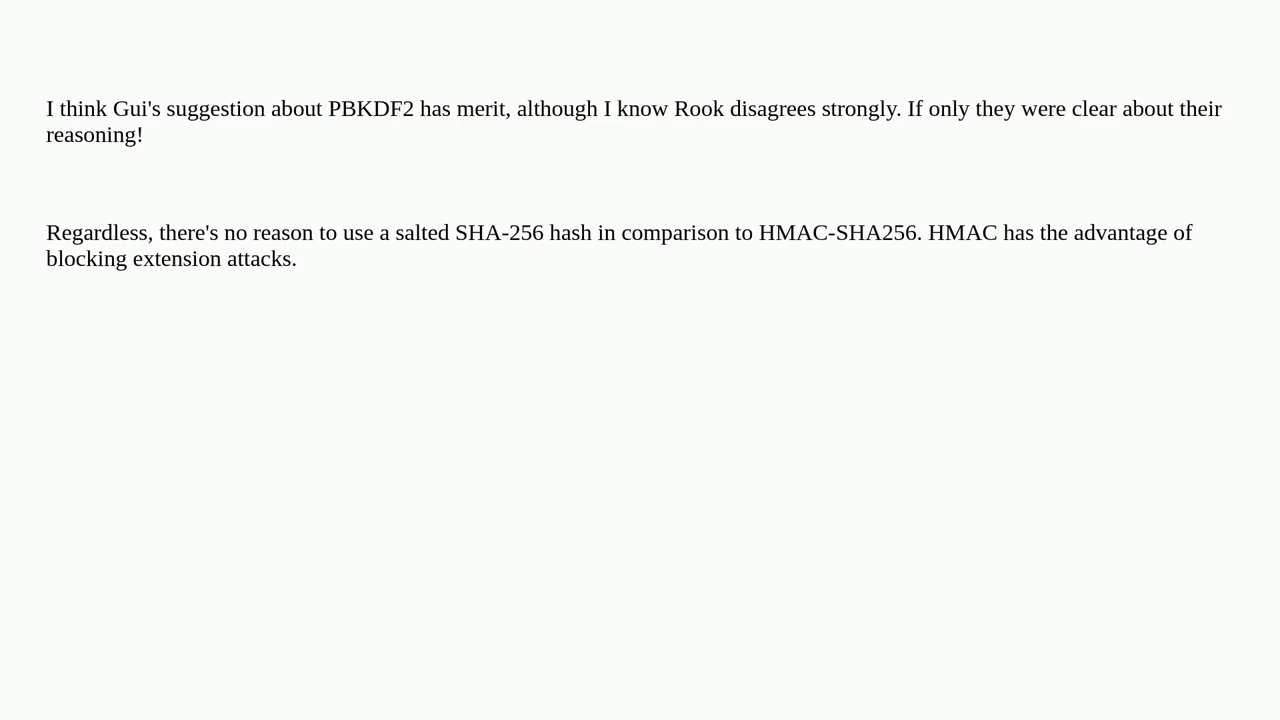 I think Gui's suggestion about PBKDF2 has merit, although I know Rook disagrees strongly. If only they were clear about their
reasoning!
Regardless, there's no reason to use a salted SHA-256 hash in comparison to HMAC-SHA256. HMAC has the advantage of
blocking extension attacks.